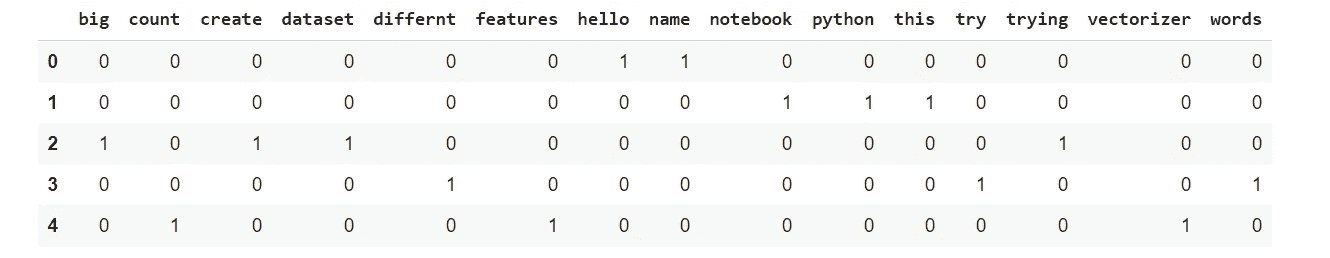 big count create dataset differnt features hello name notebook python this try trying vectorizer words
0 0 0 0 0 0 0 1 1 0 0 0 0 0 0 0
1 0 0 0 0 0 0 0 0 1 1 1 0 0 0 0
2 1 0 1 1 0 0 0 0 0 0 0 0 1 0 0
3 0 0 0 0 1 0 0 0 0 0 0 1 0 0 1
4 0 1 0 0 0 1 0 0 0 0 0 0 0 1 0